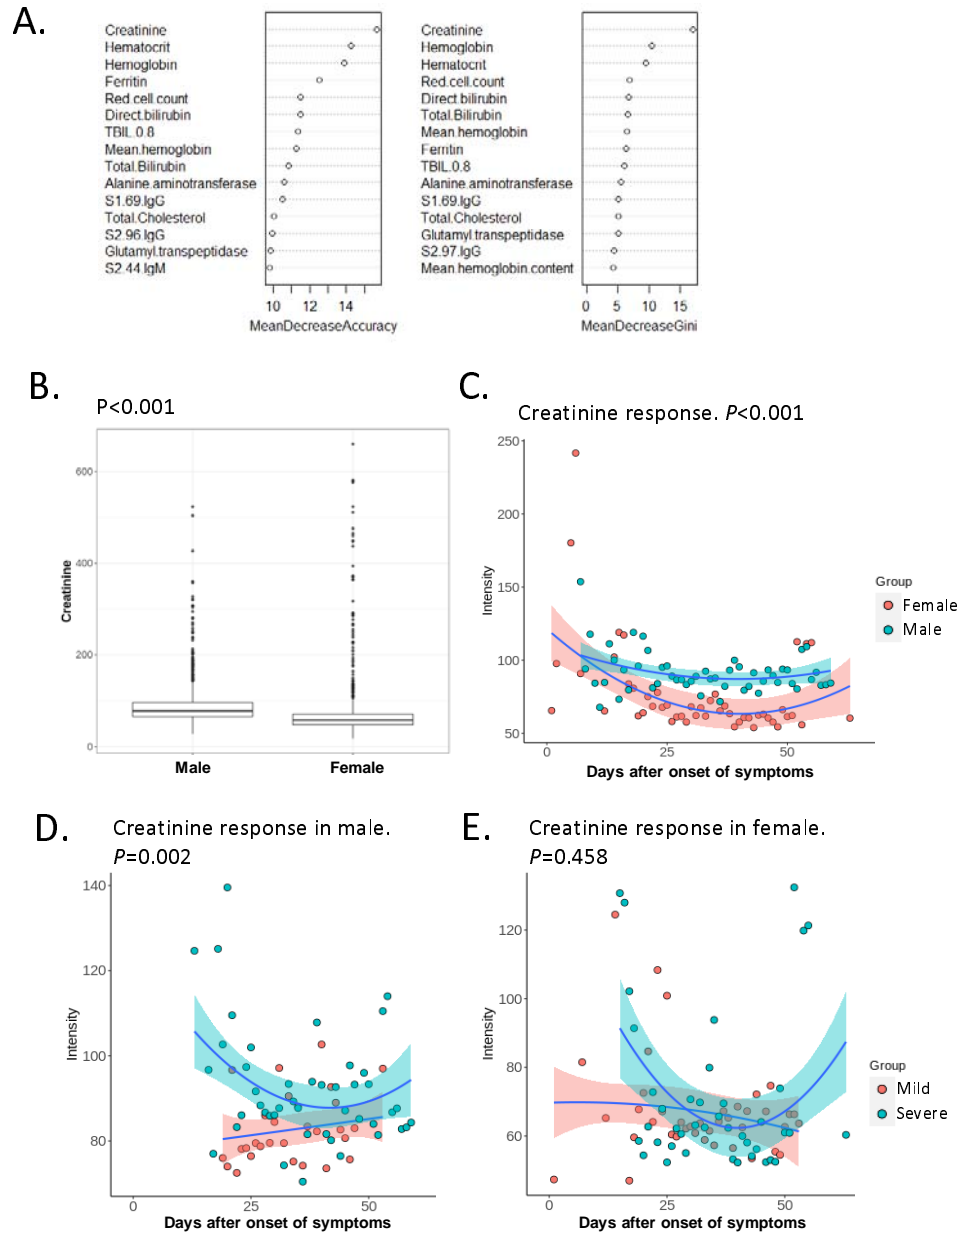 A.
Creatinine
Hematocrit
Hemoglobin
Ferritin
Red.cell.count
Direct.bilirubin
TBIL.0.8
Mean.hemoglobin
Total.Bilirubin
Alanine.aminotransferase
S1.69.IgG
Total.Cholesterol
S2.96.IgG
Glutamyl.transpeptidase
S2.44.IgM
10 12 14
MeanDecreaseAccuracy
Creatinine
Hemoglobin
Hematocrit
Red.cell.count
Direct.bilirubin
Total.Bilirubin
Mean.hemoglobin
Ferritin
TBIL.0.8
Alanine.aminotransferase
S1.69.IgG
Total.Cholesterol
Glutamyl.transpeptidase
S2.97.IgG
Mean.hemoglobin.content
0 5 10 15
MeanDecreaseGini
B.
P<0.001
600
400
200
0
Creatinine
Male Female
C.
Creatinine response. P<0.001
250
200
150
100
50
Intensity
0 25 50
Days after onset of symptoms
Group
Female
Male
D.
Creatinine response in male.
P=0.002
140
120
100
80
Intensity
0 25 50
Days after onset of symptoms
E.
Creatinine response in female.
P=0.458
120
100
80
60
Intensity
0 25 50
Days after onset of symptoms
Group
Mild
Severe